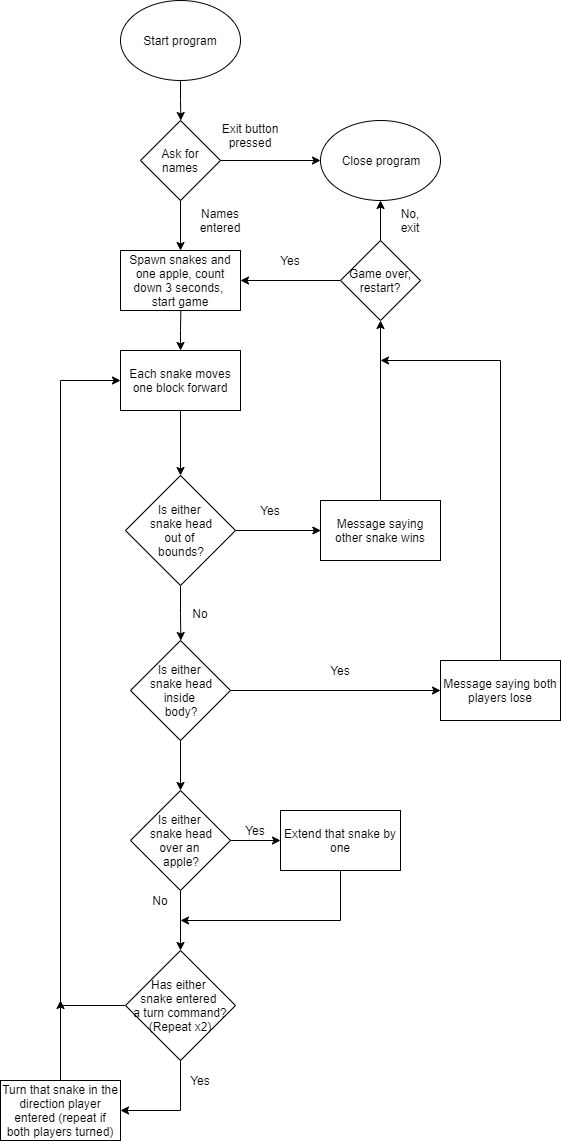 Start program
Ask for
names
Exit button
pressed
Close program
Names
entered
No,
exit
Spawn snakes and
one apple, count
down 3 seconds,
start game
Yes
Game over,
restart?
Each snake moves
one block forward
Is either
snake head
out of
bounds?
Yes
Message saying
other snake wins
No
Is either
snake head
inside
body?
Yes
Message saying both
players lose
Is either
snake head
over an
apple?
Yes
Extend that snake by
one
No
Has either
snake entered
a turn command?
(Repeat x2)
Yes
Turn that snake in the
direction player
entered (repeat if
both players turned)